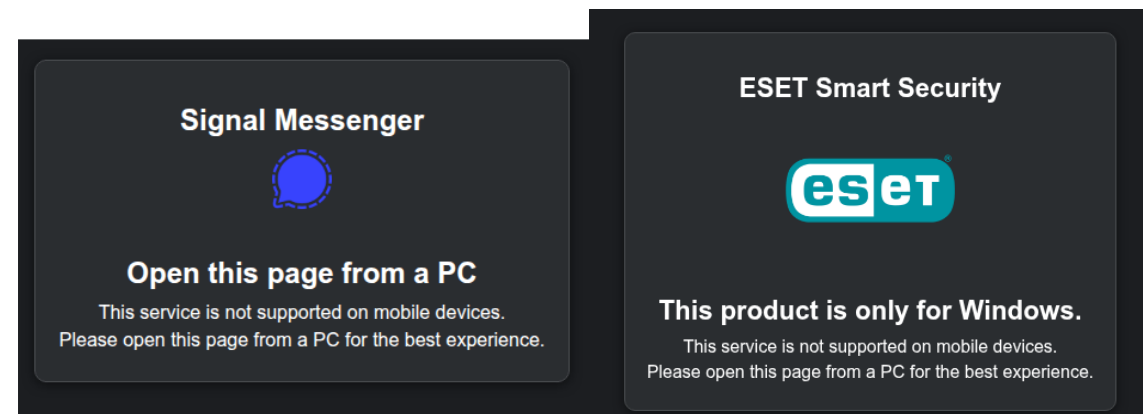 Signal Messenger
Open this page from a PC
This service is not supported on mobile devices.
Please open this page from a PC for the best experience.
ESET Smart Security
eset®
This product is only for Windows.
This service is not supported on mobile devices.
Please open this page from a PC for the best experience.